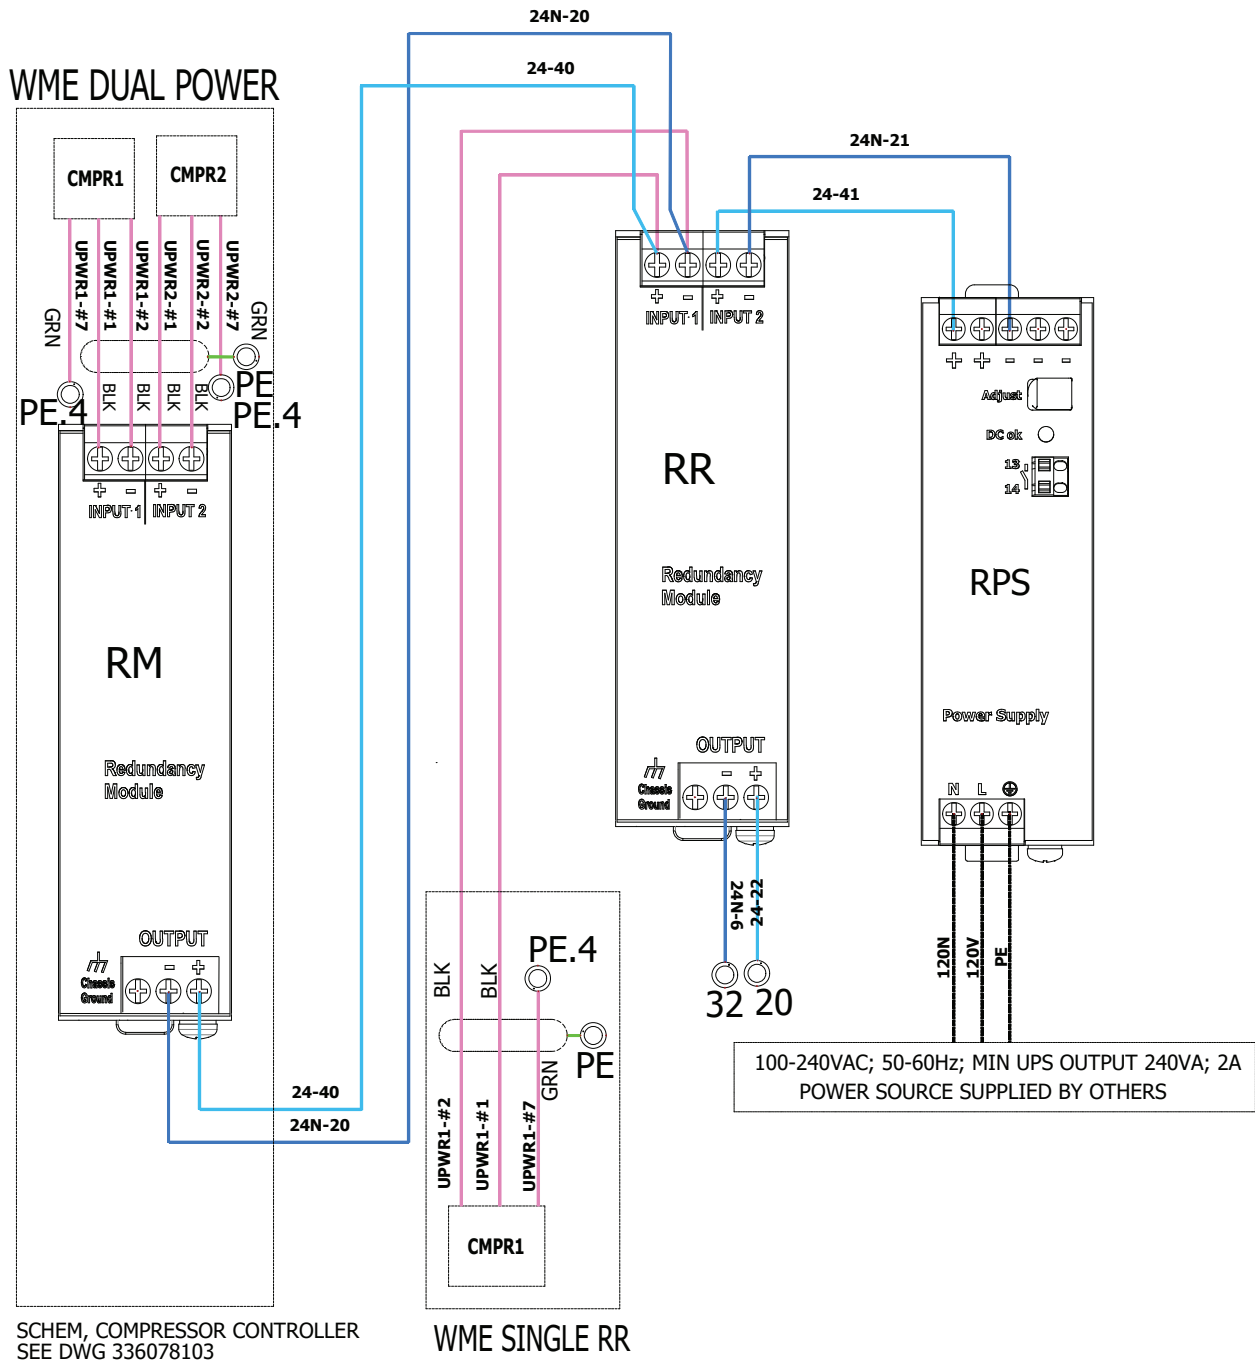 24N-20
24-40
WME DUAL POWER
CMPR1
CMPR2
24N-21
24-41
UPWR1-#7
UPWR1-#1
UPWR1-#2
UPWR2-#1
UPWR2-#2
UPWR2-#7
GRN
GRN
BLK
BLK
BLK
BLK
PE
PE.4
PE.4
+ - + -
INPUT 1
INPUT 2
RM
Redundancy
Module
OUTPUT
- +
Chassis
Ground
24-40
24N-20
SCHEM, COMPRESSOR CONTROLLER
SEE DWG 336078103
+ - + -
INPUT 1
INPUT 2
RR
Redundancy
Module
OUTPUT
- +
Chassis
Ground
24N-6
24-22
32
20
+ + - - -
Adjust
DC ok
13
14
RPS
Power Supply
N L
120N
120V
PE
100-240VAC; 50-60Hz; MIN UPS OUTPUT 240VA; 2A
POWER SOURCE SUPPLIED BY OTHERS
BLK
BLK
PE.4
PE
GRN
UPWR1-#2
UPWR1-#1
UPWR1-#7
CMPR1
WME SINGLE RR